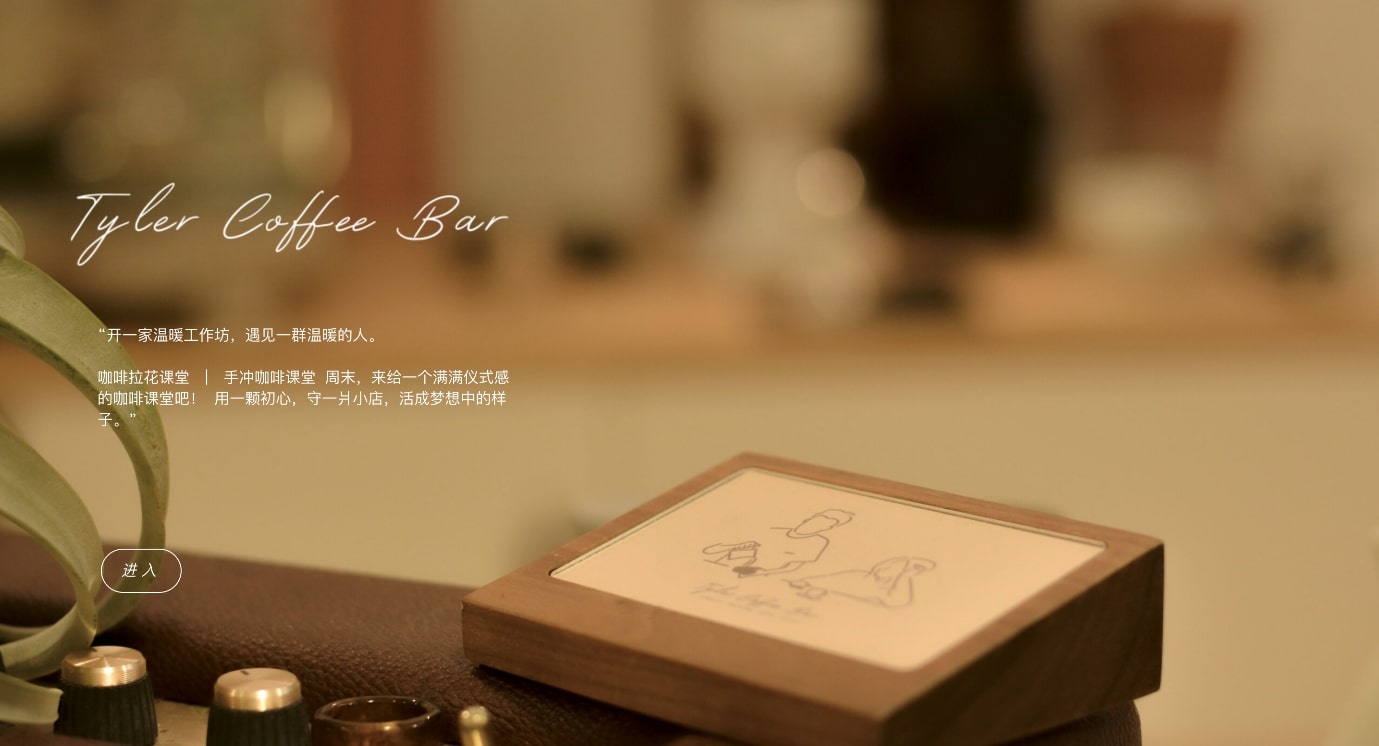 Tyler Coffee Bar
“开一家温暖工作坊，遇见一群温暖的人。
咖啡拉花课堂 ｜ 手冲咖啡课堂 周末，来给一个满满仪式感
的咖啡课堂吧！ 用一颗初心，守一爿小店，活成梦想中的样
子。”
进入
Tyler Coffee Bar